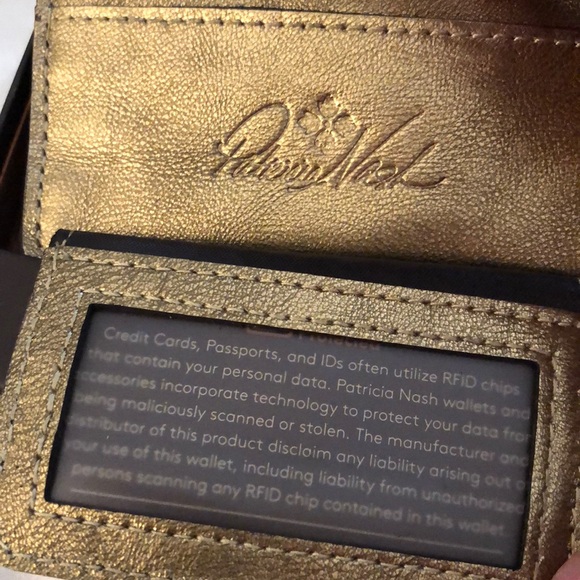 Patricia Nash
Credit Cards, Passports, and IDs often utilize RFID chips
that contain your personal data. Patricia Nash wallets and
ccessories incorporate technology to protect your data from
being maliciously scanned or stolen. The manufacturer and
istributor of this product disclaim any liability arising out o
your use of this wallet, including liability from unauthorized
persons scanning any RFID chip contained in this wallet